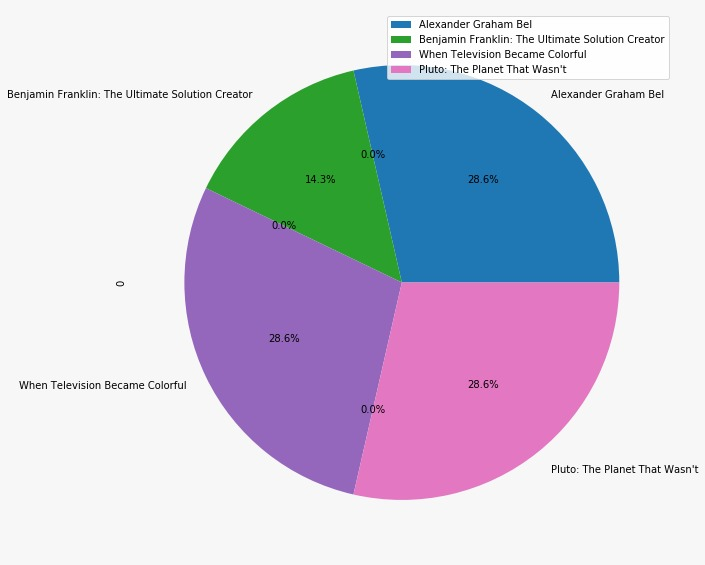 Alexander Graham Bel
Benjamin Franklin: The Ultimate Solution Creator
When Television Became Colorful
Pluto: The Planet That Wasn't
Benjamin Franklin: The Ultimate Solution Creator
Alexander Graham Bel
0.0%
14.3%
28.6%
0.0%
0
28.6%
When Television Became Colorful
28.6%
0.0%
Pluto: The Planet That Wasn't